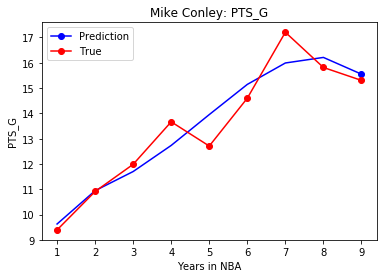 Mike Conley: PTS_G
Prediction
True
17
16
15
14
13
12
11
10
9
PTS_G
1 2 3 4 5 6 7 8 9
Years in NBA